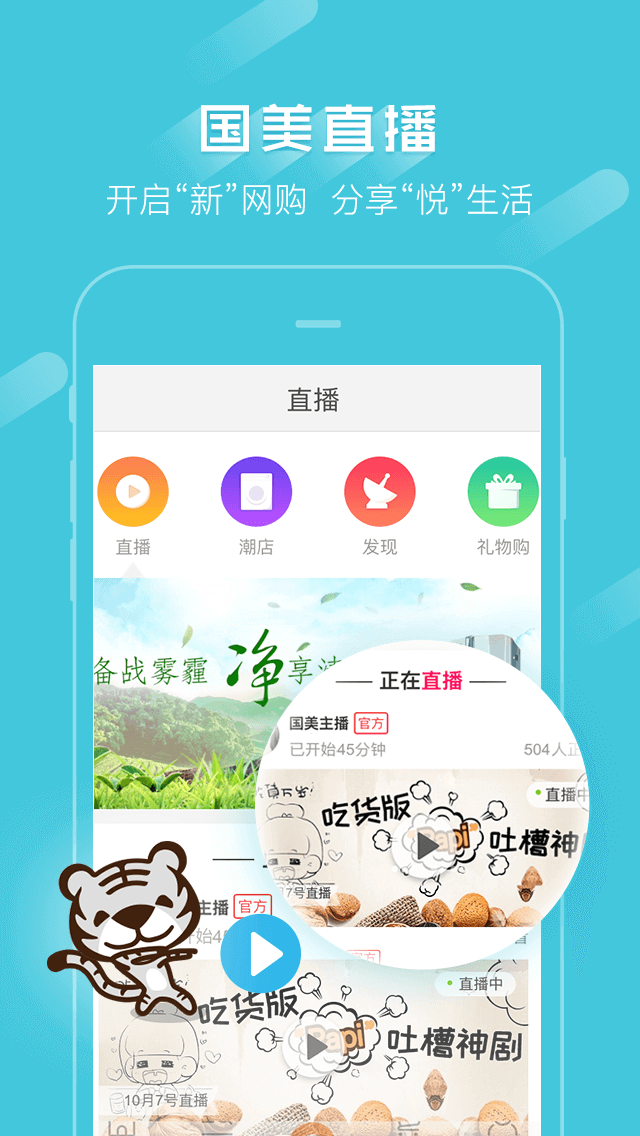 国美直播
开启“新”网购 分享“悦”生活
直播
直播
潮店
发现
礼物购
备战雾霾 净享
正在直播
国美主播 官方
已开始45分钟
504人正
直播中
吃货版
Papi
吐槽神剧
月7号直播
主播 官方
直播中
吃货版
Papi
吐槽神剧
10月7号直播